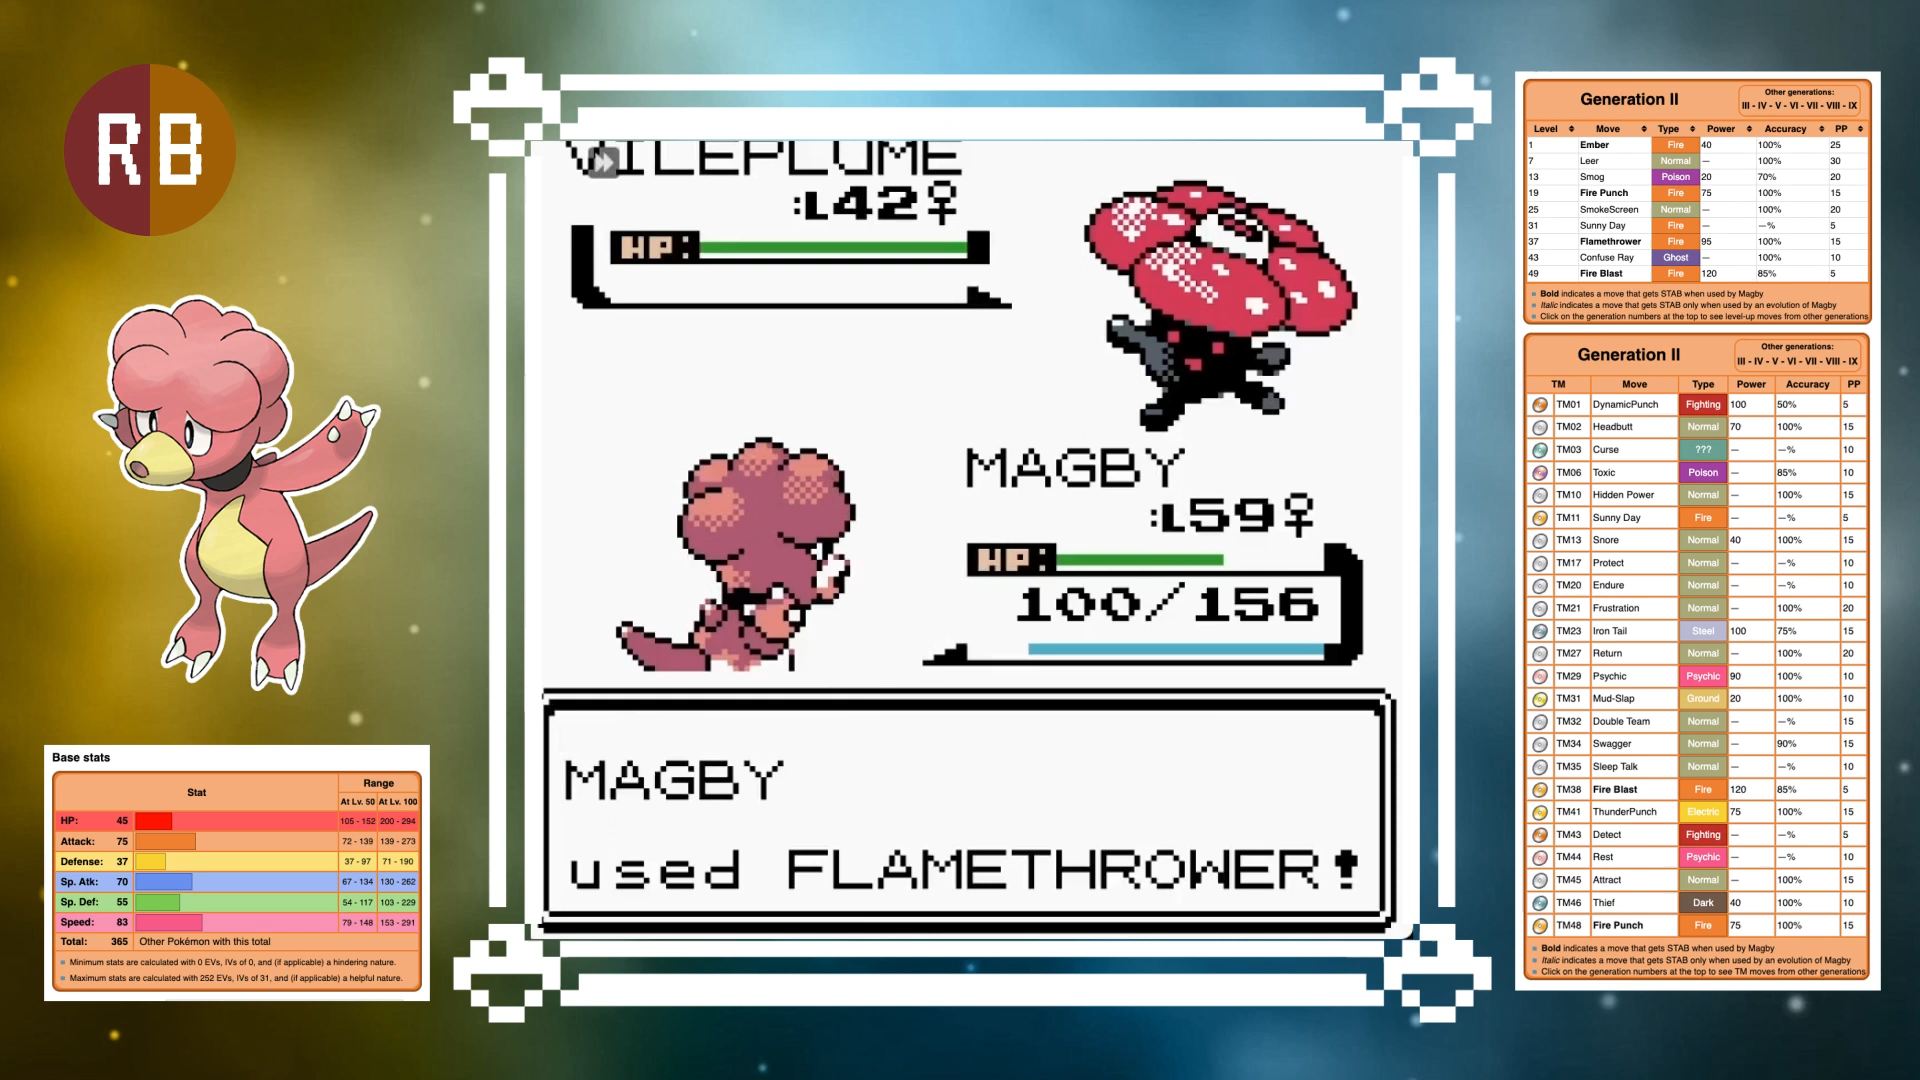 RB
VILEPLUME
:L42♀
HP:
MAGBY
:L59♀
HP:
100/156
MAGBY
used FLAMETHROWER!
Base stats
Stat Range
At Lv. 50 At Lv. 100
HP: 45 105 - 152 200 - 294
Attack: 75 72 - 139 139 - 273
Defense: 37 37 - 97 71 - 190
Sp. Atk: 70 67 - 134 130 - 262
Sp. Def: 55 54 - 117 103 - 229
Speed: 83 79 - 148 153 - 291
Total: 365 Other Pokémon with this total
Minimum stats are calculated with 0 EVs, IVs of 0, and (if applicable) a hindering nature.
Maximum stats are calculated with 252 EVs, IVs of 31, and (if applicable) a helpful nature.
Generation II
Other generations:
III - IV - V - VI - VII - VIII - IX
Level Move Type Power Accuracy PP
1 Ember Fire 40 100% 25
7 Leer Normal — 100% 30
13 Smog Poison 20 70% 20
19 Fire Punch Fire 75 100% 15
25 SmokeScreen Normal — 100% 20
31 Sunny Day Fire — —% 5
37 Flamethrower Fire 95 100% 15
43 Confuse Ray Ghost — 100% 10
49 Fire Blast Fire 120 85% 5
Bold indicates a move that gets STAB when used by Magby
Italic indicates a move that gets STAB only when used by an evolution of Magby
Click on the generation numbers at the top to see level-up moves from other generations
Generation II
Other generations:
III - IV - V - VI - VII - VIII - IX
TM Move Type Power Accuracy PP
TM01 DynamicPunch Fighting 100 50% 5
TM02 Headbutt Normal 70 100% 15
TM03 Curse ??? — —% 10
TM06 Toxic Poison — 85% 10
TM10 Hidden Power Normal — 100% 15
TM11 Sunny Day Fire — —% 5
TM13 Snore Normal 40 100% 15
TM17 Protect Normal — —% 10
TM20 Endure Normal — —% 10
TM21 Frustration Normal — 100% 20
TM23 Iron Tail Steel 100 75% 15
TM27 Return Normal — 100% 20
TM29 Psychic Psychic 90 100% 10
TM31 Mud-Slap Ground 20 100% 10
TM32 Double Team Normal — —% 15
TM34 Swagger Normal — 90% 15
TM35 Sleep Talk Normal — —% 10
TM38 Fire Blast Fire 120 85% 5
TM41 ThunderPunch Electric 75 100% 15
TM43 Detect Fighting — —% 5
TM44 Rest Psychic — —% 10
TM45 Attract Normal — 100% 15
TM46 Thief Dark 40 100% 10
TM48 Fire Punch Fire 75 100% 15
Bold indicates a move that gets STAB when used by Magby
Italic indicates a move that gets STAB only when used by an evolution of Magby
Click on the generation numbers at the top to see TM moves from other generations